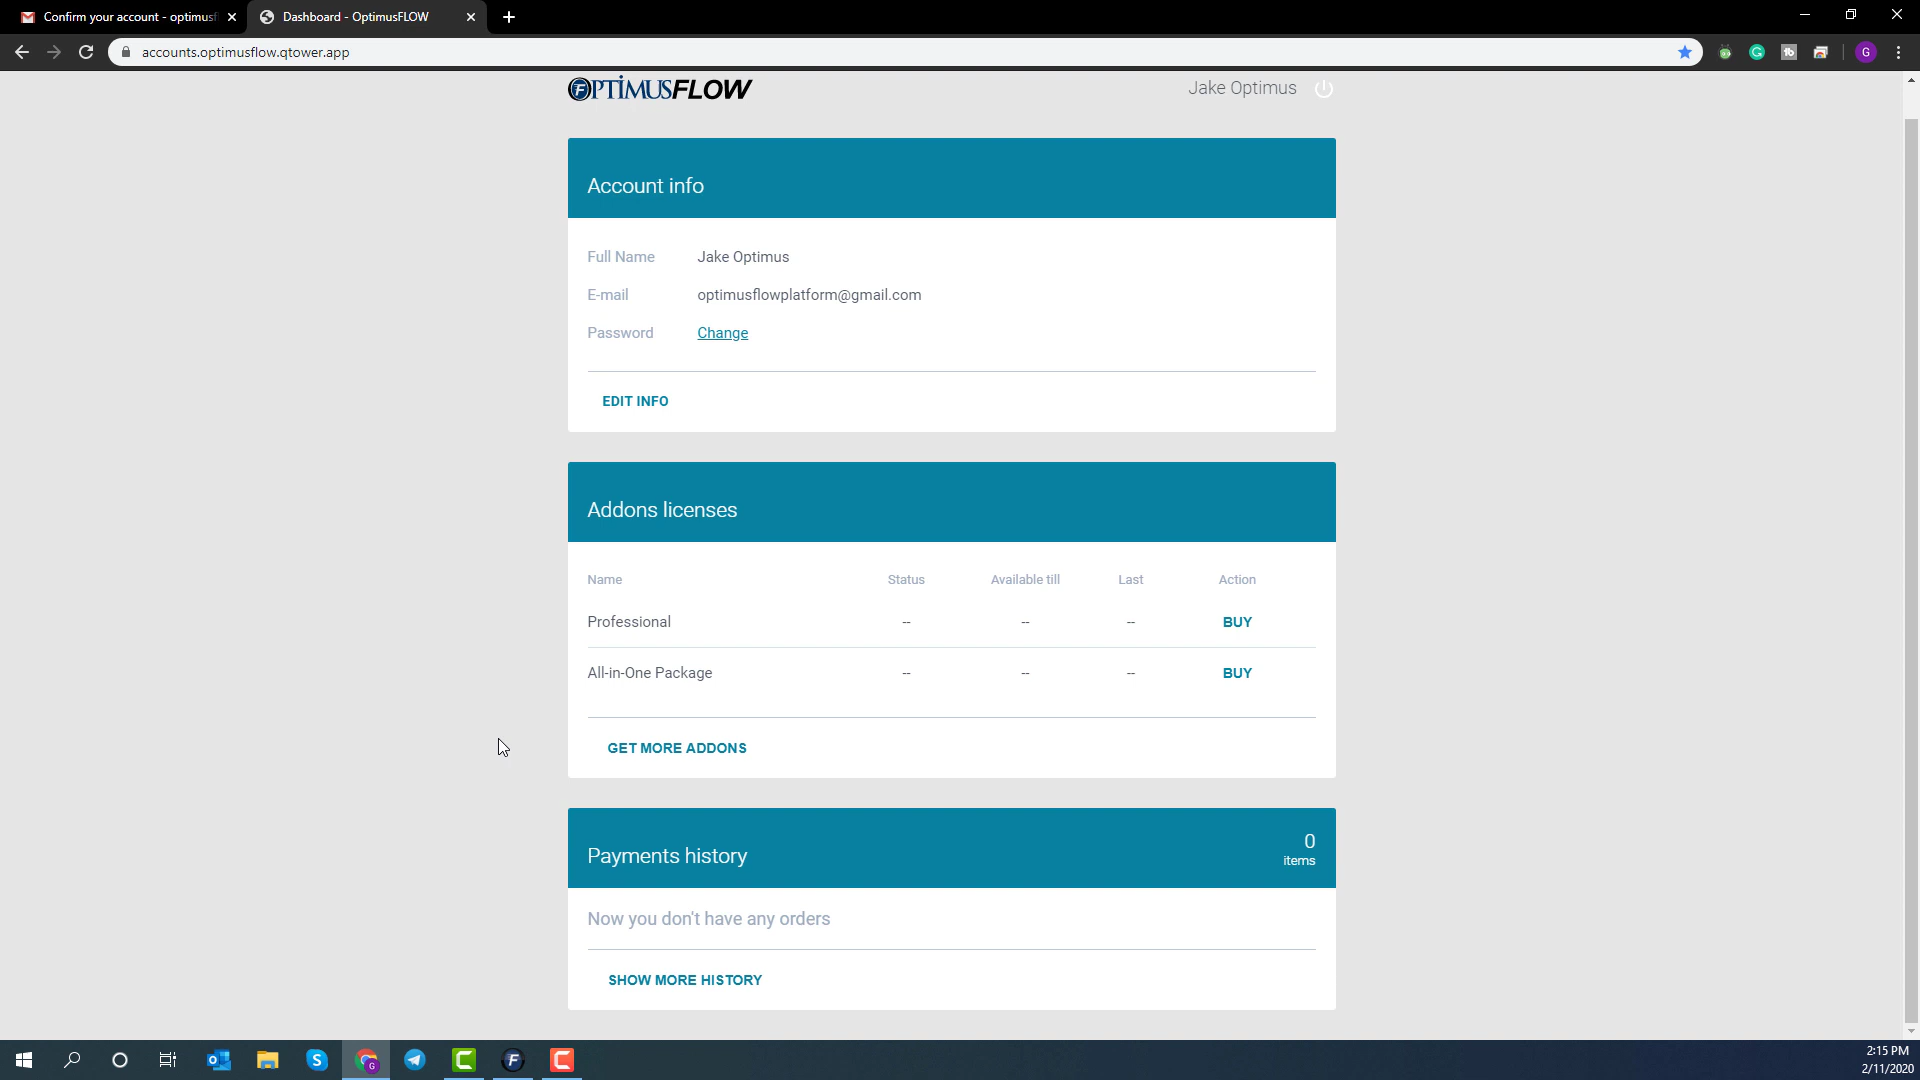 Confirm your account - optimusf
Dashboard - OptimusFLOW
accounts.optimusflow.qtower.app
G
OPTIMUSFLOW
Jake Optimus
Account info
Full Name Jake Optimus
E-mail optimusflowplatform@gmail.com
Password Change
EDIT INFO
Addons licenses
Name Status Available till Last Action
Professional -- -- -- BUY
All-in-One Package -- -- -- BUY
GET MORE ADDONS
Payments history
0
items
Now you don't have any orders
SHOW MORE HISTORY
2:15 PM
2/11/2020